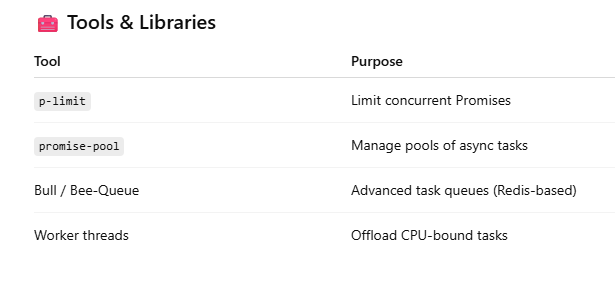 🧰 Tools & Libraries
Tool Purpose
p-limit Limit concurrent Promises
promise-pool Manage pools of async tasks
Bull / Bee-Queue Advanced task queues (Redis-based)
Worker threads Offload CPU-bound tasks